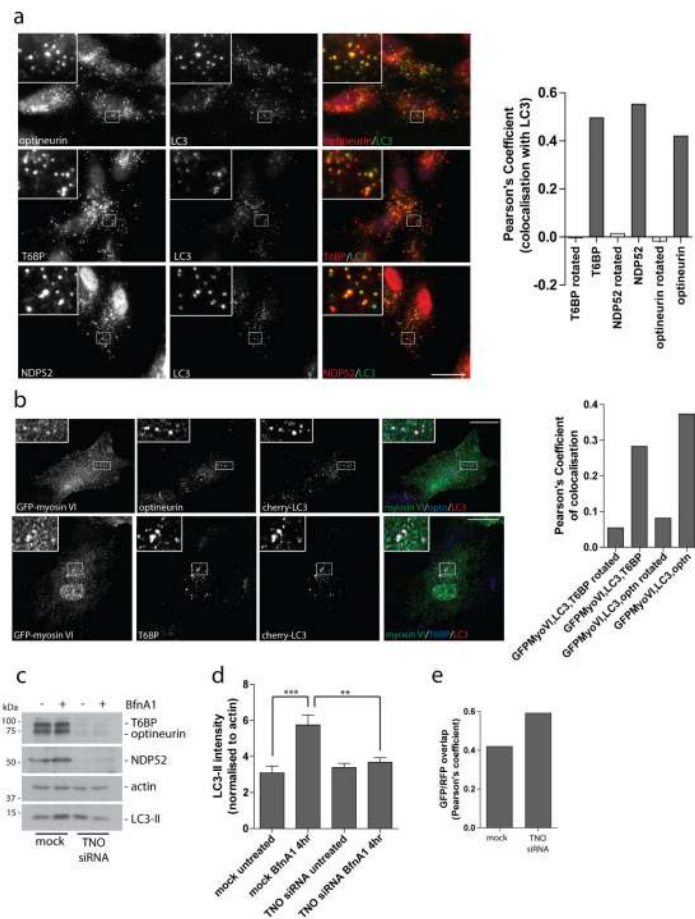 a
optineurin
LC3
optineurin/LC3
T6BP
LC3
T6BP/LC3
NDP52
LC3
NDP52/LC3
Pearson's Coefficient
(colocalisation with LC3)
0.6
0.4
0.2
0.0
-0.2
T6BP rotated
T6BP
NDP52 rotated
NDP52
optineurin rotated
optineurin
b
GFP-myosin VI
optineurin
cherry-LC3
myosin VI/optn/LC3
GFP-myosin VI
T6BP
cherry-LC3
myosin VI/T6BP/LC3
Pearson's Coefficient
of colocalisation
0.4
0.3
0.2
0.1
0.0
GFPMyoVI,LC3,T6BP rotated
GFPMyoVI,LC3,T6BP
GFPMyoVI,LC3,optn rotated
GFPMyoVI,LC3,optn
c
kDa
- + - + BfnA1
100
75
T6BP
optineurin
50
NDP52
actin
37
15
LC3-II
mock
TNO
siRNA
d
LC3-II intensity
(normalised to actin)
8
6
4
2
0
***
**
mock untreated
mock BfnA1 4hr
TNO siRNA untreated
TNO siRNA BfnA1 4hr
e
GFP/RFP overlap
(Pearson's coefficient)
0.6
0.4
0.2
0.0
mock
TNO
siRNA